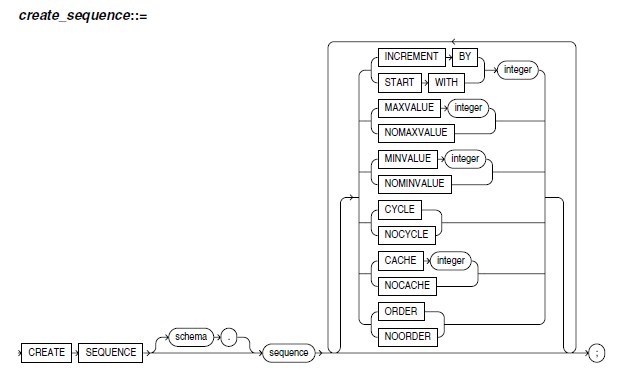 create_sequence::=
INCREMENT BY
integer
START WITH
MAXVALUE integer
NOMAXVALUE
MINVALUE integer
NOMINVALUE
CYCLE
NOCYCLE
CACHE integer
NOCACHE
ORDER
NOORDER
CREATE SEQUENCE schema . sequence ;